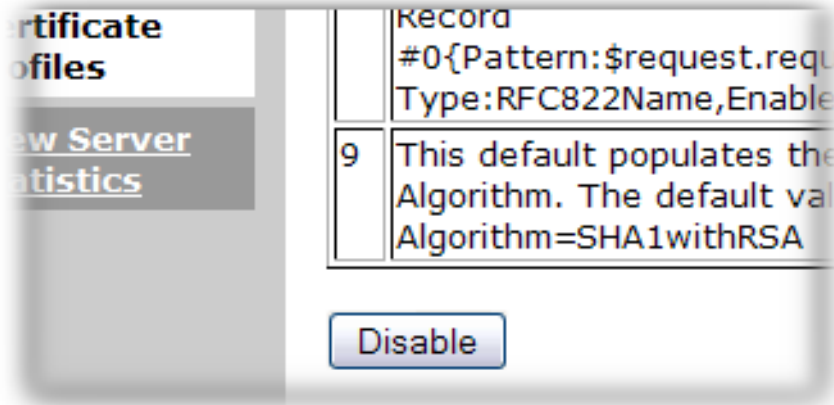 rtificate
ofiles
ew Server
atistics
Record
#0{Pattern:$request.requ
Type:RFC822Name,Enable
9
This default populates the
Algorithm. The default val
Algorithm=SHA1withRSA
Disable